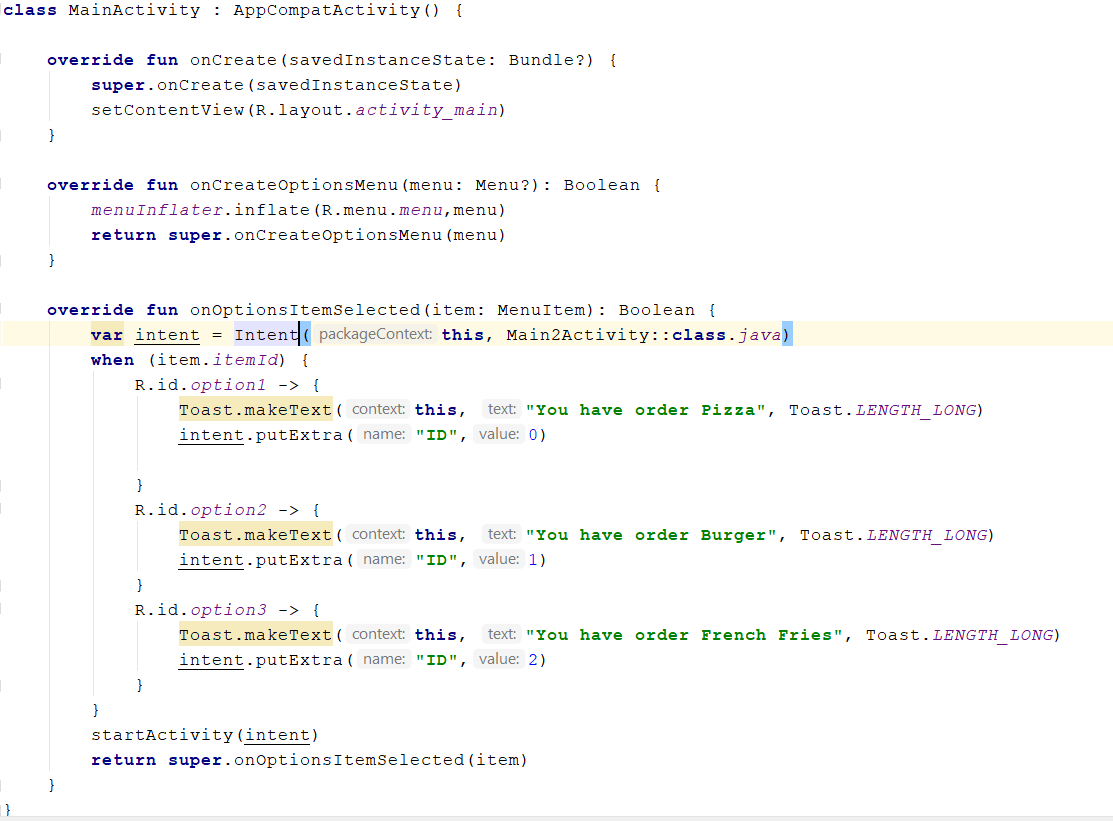 class MainActivity : AppCompatActivity() {
override fun onCreate(savedInstanceState: Bundle?) {
super.onCreate(savedInstanceState)
setContentView(R.layout.activity_main)
}
override fun onCreateOptionsMenu(menu: Menu?): Boolean {
menuInflater.inflate(R.menu.menu,menu)
return super.onCreateOptionsMenu(menu)
}
override fun onOptionsItemSelected(item: MenuItem): Boolean {
var intent = Intent( packageContext: this, Main2Activity::class.java)
when (item.itemId) {
R.id.option1 -> {
Toast.makeText( context: this, text: "You have order Pizza", Toast.LENGTH_LONG)
intent.putExtra( name: "ID", value: 0)
}
R.id.option2 -> {
Toast.makeText( context: this, text: "You have order Burger", Toast.LENGTH_LONG)
intent.putExtra( name: "ID", value: 1)
}
R.id.option3 -> {
Toast.makeText( context: this, text: "You have order French Fries", Toast.LENGTH_LONG)
intent.putExtra( name: "ID", value: 2)
}
}
startActivity(intent)
return super.onOptionsItemSelected(item)
}
}